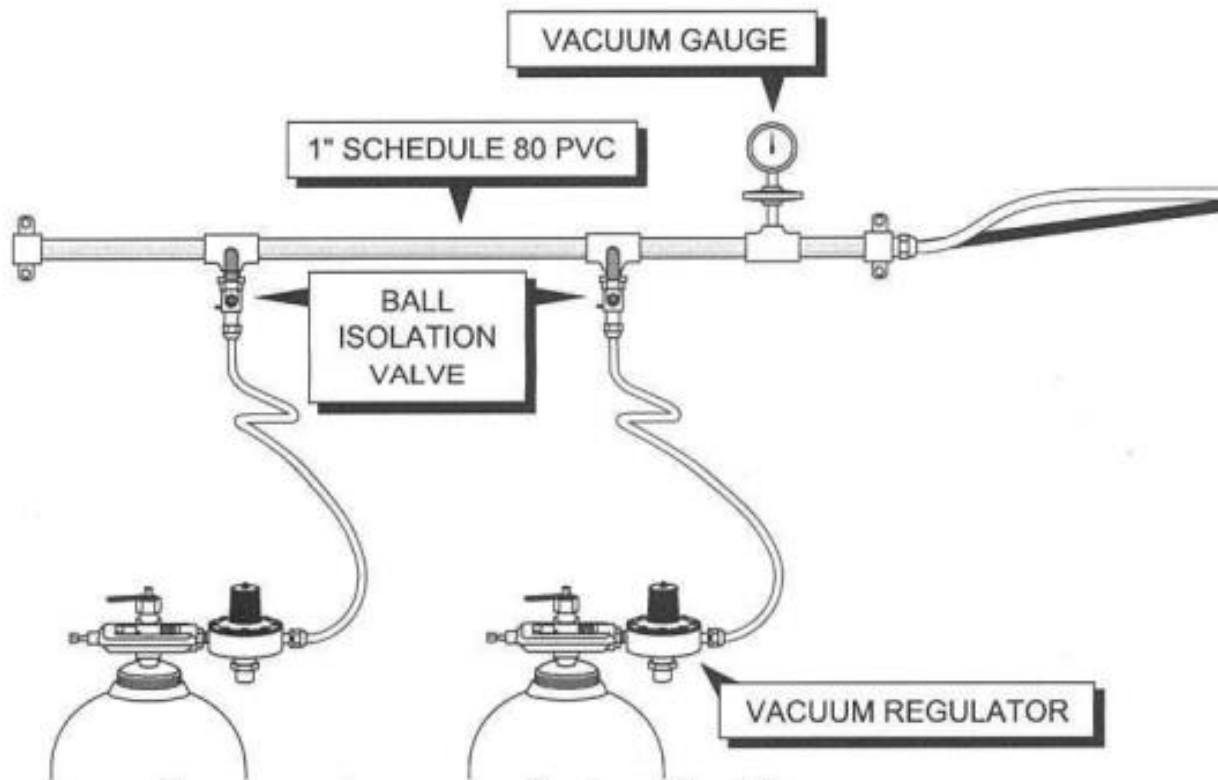 VACUUM GAUGE
1" SCHEDULE 80 PVC
BALL
ISOLATION
VALVE
VACUUM REGULATOR